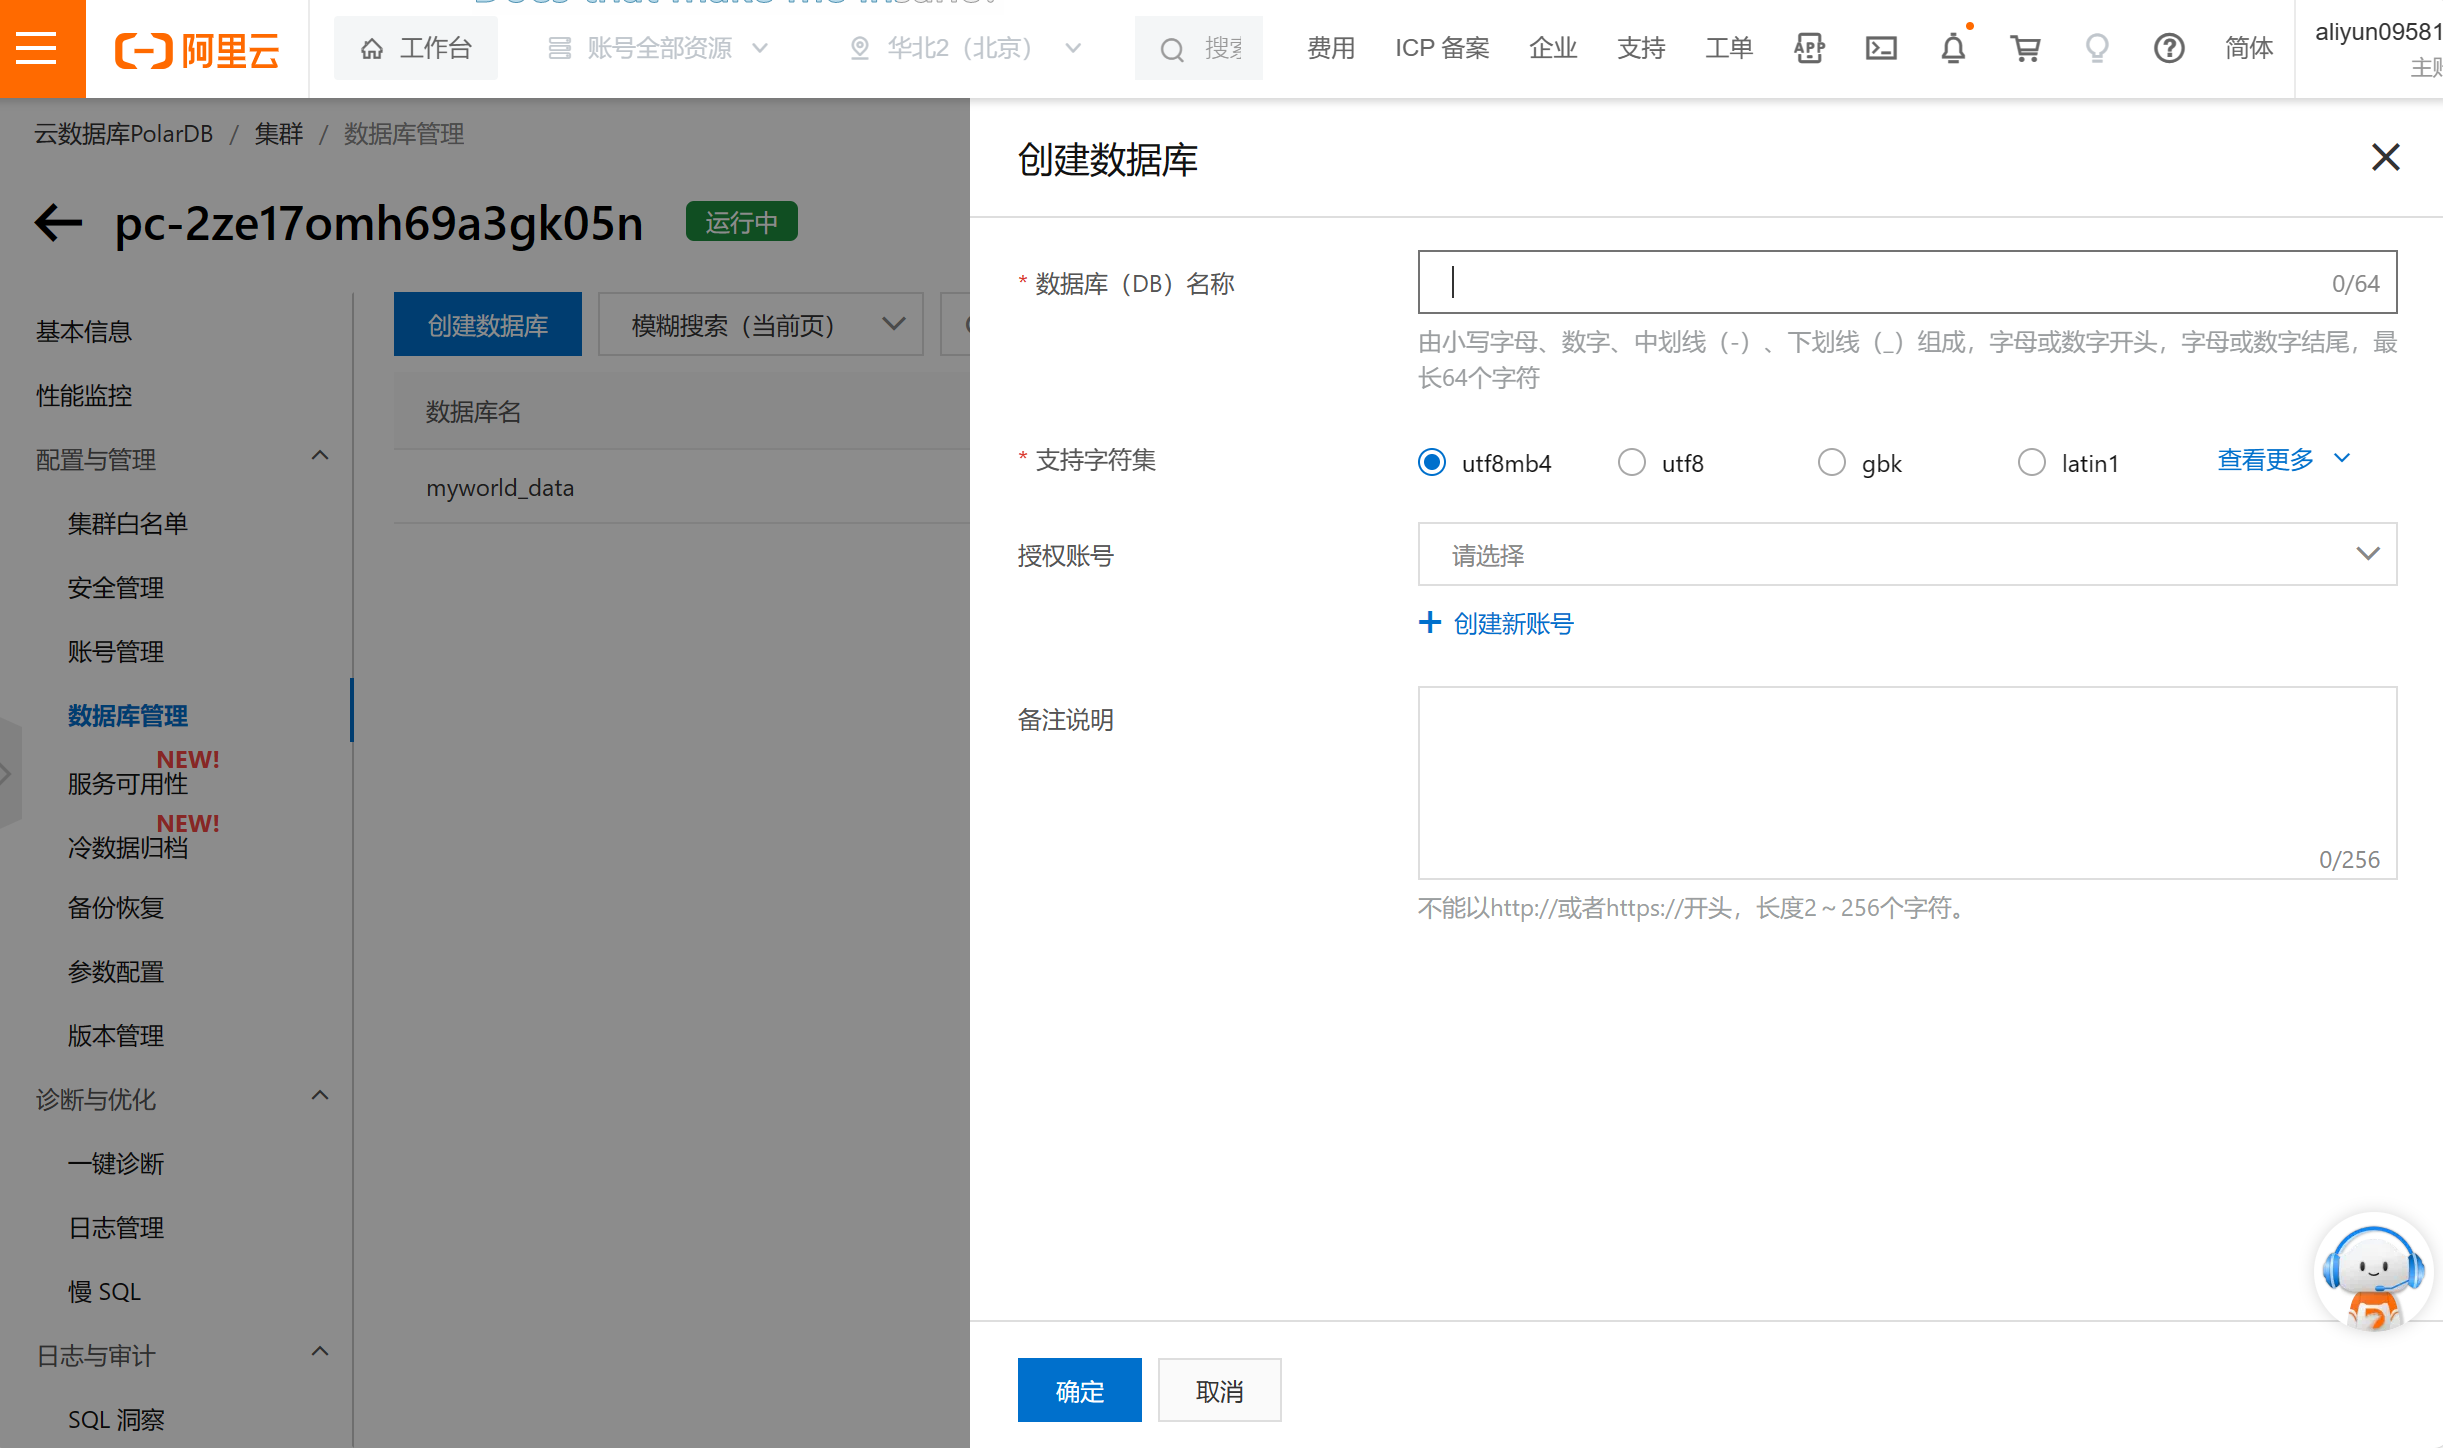 Does that make me insane?
阿里云
工作台
账号全部资源
华北2（北京）
搜索
费用
ICP 备案
企业
支持
工单
APP
简体
aliyun09581
主账
云数据库PolarDB / 集群 / 数据库管理
pc-2ze17omh69a3gk05n
运行中
基本信息
性能监控
配置与管理
集群白名单
安全管理
账号管理
数据库管理
NEW!
服务可用性
NEW!
冷数据归档
备份恢复
参数配置
版本管理
诊断与优化
一键诊断
日志管理
慢 SQL
日志与审计
SQL 洞察
创建数据库
模糊搜索（当前页）
数据库名
myworld_data
创建数据库
* 数据库（DB）名称
0/64
由小写字母、数字、中划线（-）、下划线（_）组成，字母或数字开头，字母或数字结尾，最
长64个字符
* 支持字符集
utf8mb4
utf8
gbk
latin1
查看更多
授权账号
请选择
创建新账号
备注说明
0/256
不能以http://或者https://开头，长度2～256个字符。
确定
取消